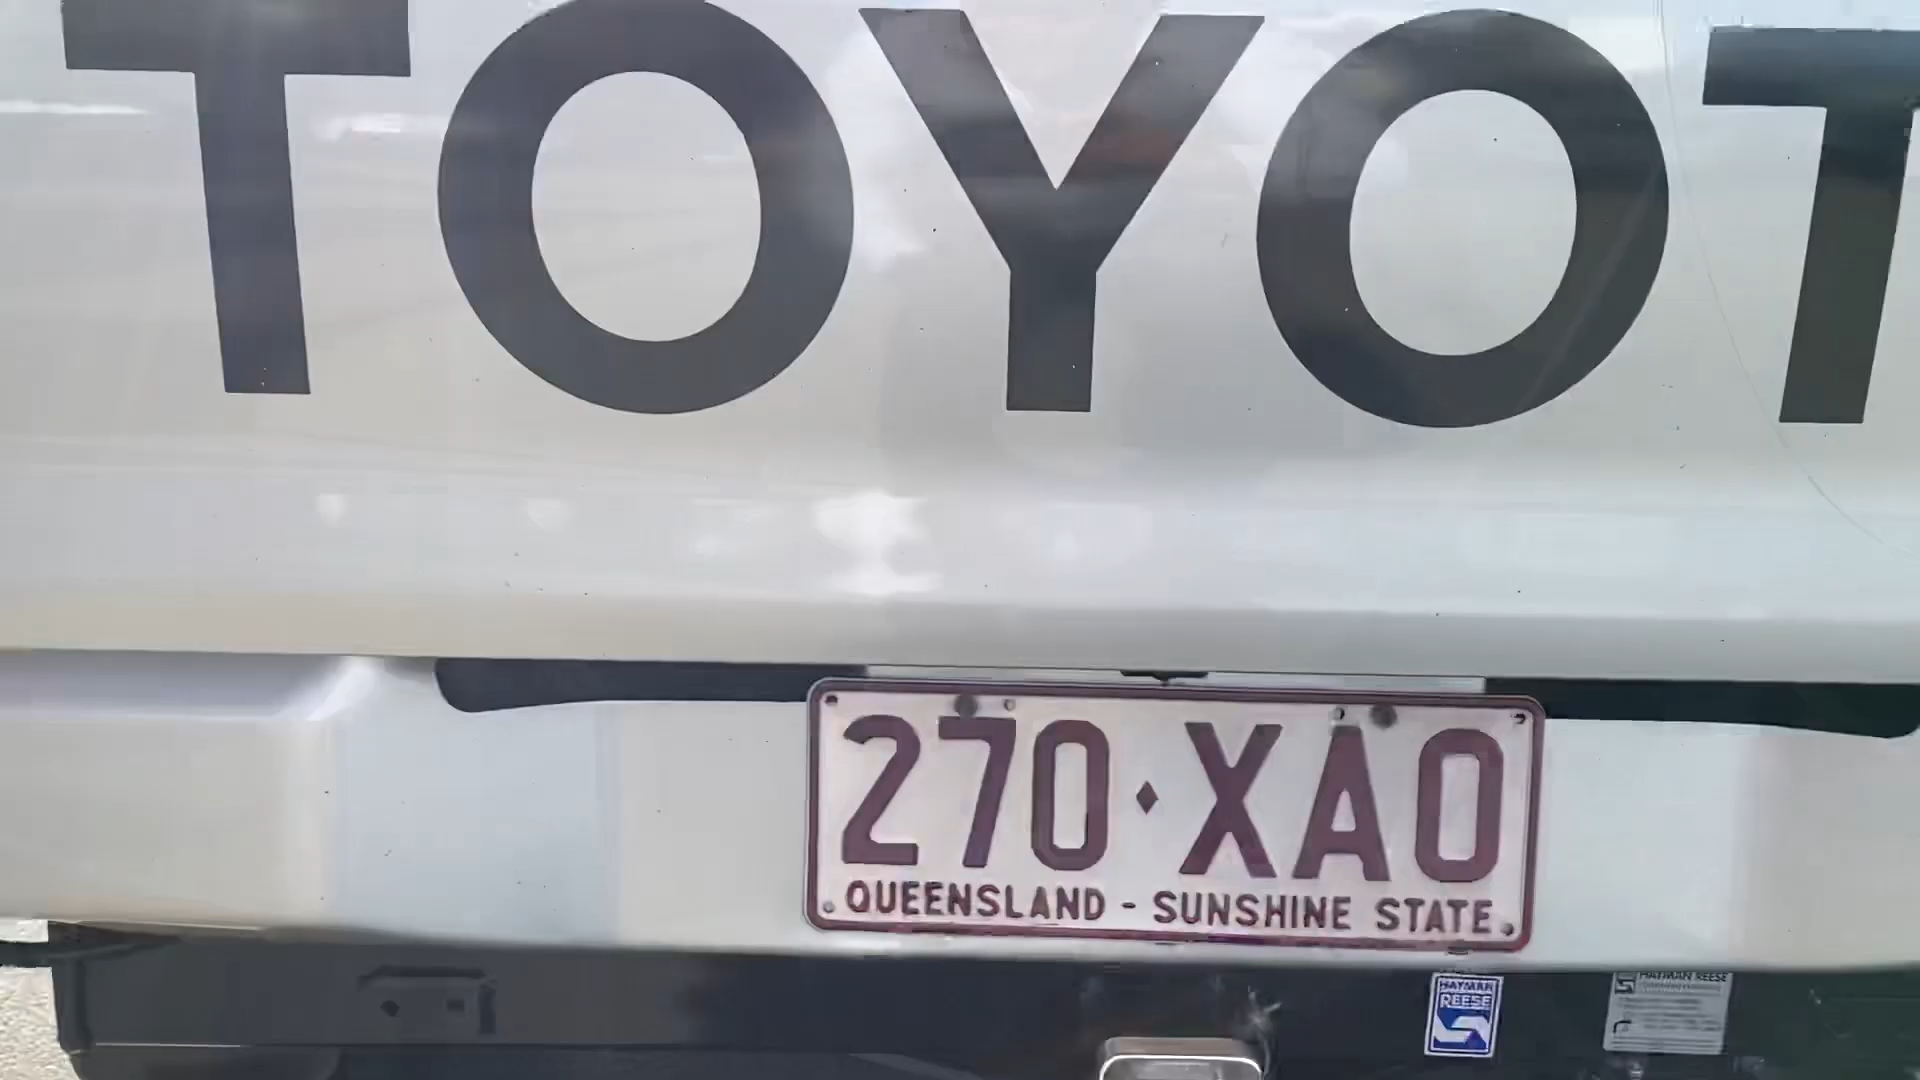 TOYOT
270·XAO
QUEENSLAND - SUNSHINE STATE
HAYMAN
REESE
HAYMAN REESE